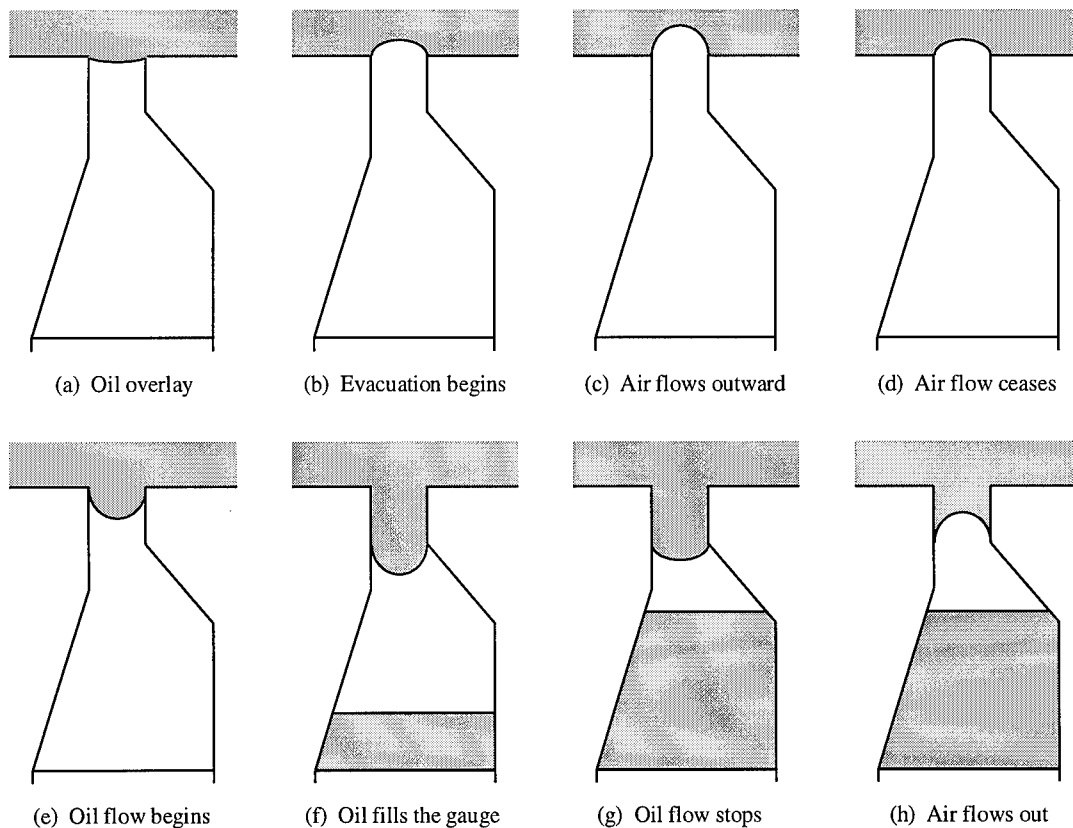 (a) Oil overlay
(b) Evacuation begins
(c) Air flows outward
(d) Air flow ceases
(e) Oil flow begins
(f) Oil fills the gauge
(g) Oil flow stops
(h) Air flows out